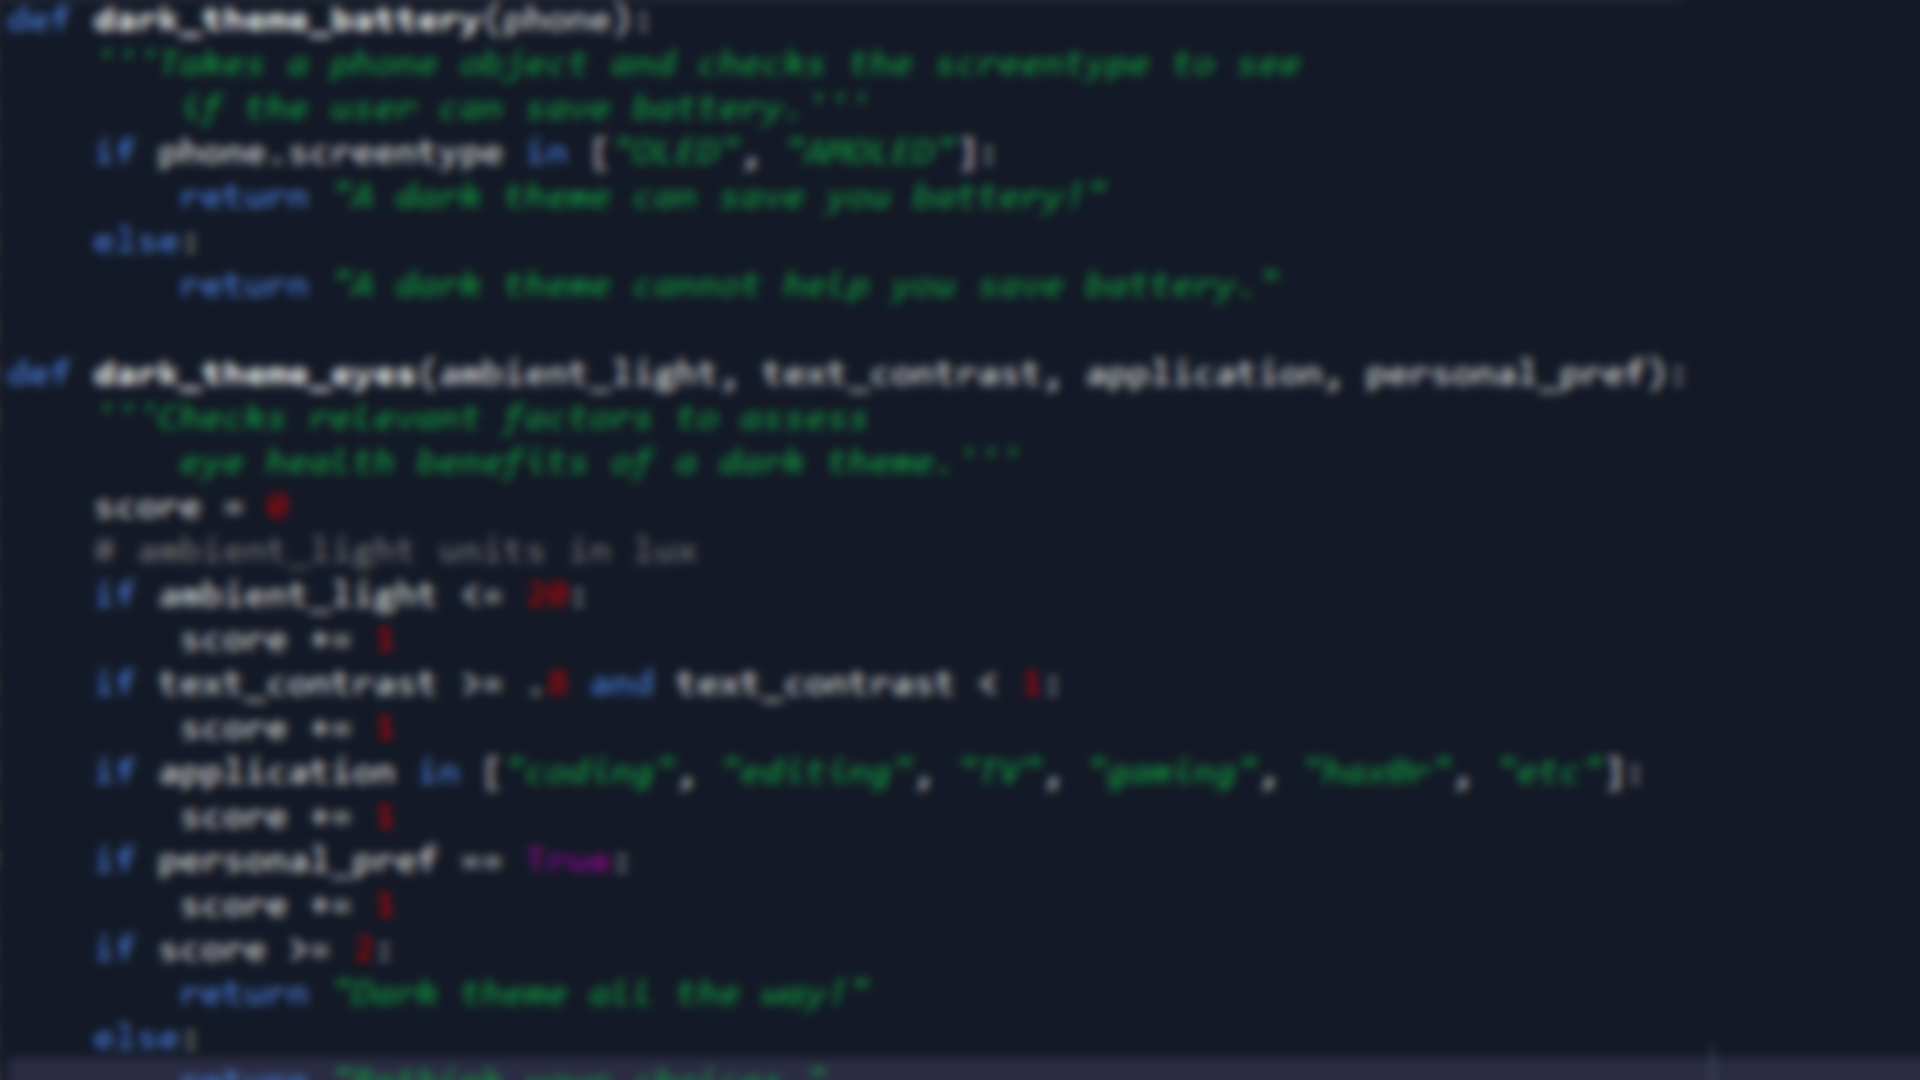 def dark_theme_battery(phone):
'''Takes a phone object and checks the screentype to see
if the user can save battery.'''
if phone.screentype in ["OLED", "AMOLED"]:
return "A dark theme can save you battery!"
else:
return "A dark theme cannot help you save battery."
def dark_theme_eyes(ambient_light, text_contrast, application, personal_pref):
'''Checks relevant factors to assess
eye health benefits of a dark theme.'''
score = 0
# ambient_light units in lux
if ambient_light <= 20:
score += 1
if text_contrast >= .8 and text_contrast < 1:
score += 1
if application in ["coding", "editing", "TV", "gaming", "hax0r", "etc"]:
score += 1
if personal_pref == True:
score += 1
if score >= 2:
return "Dark theme all the way!"
else:
return "Rethink your choices."